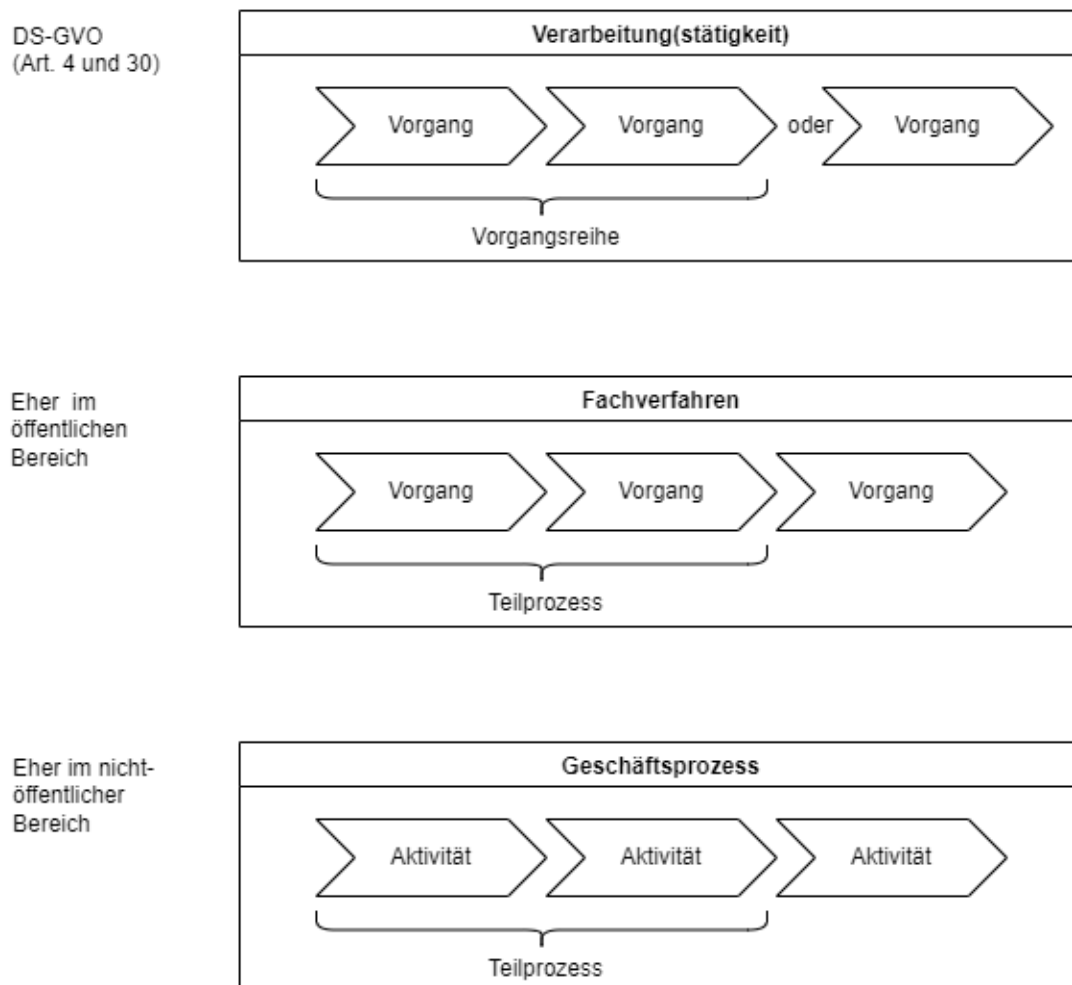 DS-GVO
(Art. 4 und 30)
Verarbeitung(stätigkeit)
Vorgang
Vorgang
oder
Vorgang
Vorgangsreihe
Eher im
öffentlichen
Bereich
Fachverfahren
Vorgang
Vorgang
Vorgang
Teilprozess
Eher im nicht-
öffentlicher
Bereich
Geschäftsprozess
Aktivität
Aktivität
Aktivität
Teilprozess